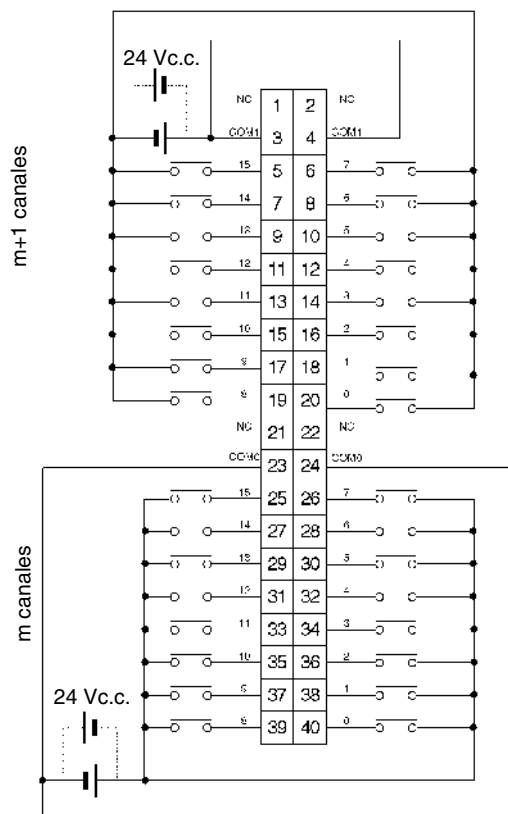 24 Vc.c.
m+1 canales
NC 1 2 NC
COM1 3 4 COM1
15 5 6 7
14 7 8 6
13 9 10 5
12 11 12 4
11 13 14 3
10 15 16 2
9 17 18 1
8 19 20 0
NC 21 22 NC
COM0 23 24 COM0
15 25 26 7
14 27 28 6
13 29 30 5
12 31 32 4
11 33 34 3
10 35 36 2
9 37 38 1
8 39 40 0
m canales
24 Vc.c.